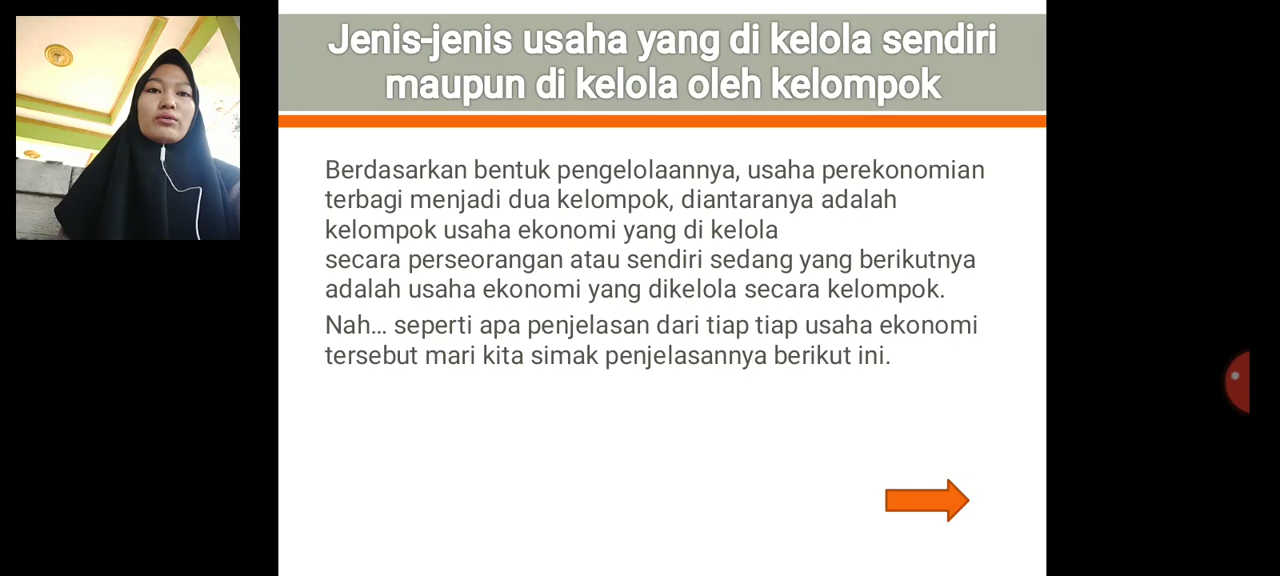 Jenis-jenis usaha yang di kelola sendiri
maupun di kelola oleh kelompok
Berdasarkan bentuk pengelolaannya, usaha perekonomian
terbagi menjadi dua kelompok, diantaranya adalah
kelompok usaha ekonomi yang di kelola
secara perseorangan atau sendiri sedang yang berikutnya
adalah usaha ekonomi yang dikelola secara kelompok.
Nah... seperti apa penjelasan dari tiap tiap usaha ekonomi
tersebut mari kita simak penjelasannya berikut ini.